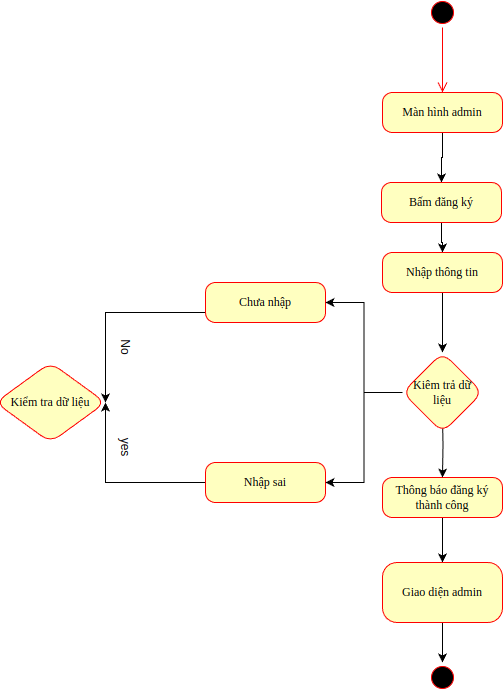 Màn hình admin
Bấm đăng ký
Nhập thông tin
Chưa nhập
No
Kiểm tra dữ liệu
Kiêm trả dữ
liệu
yes
Nhập sai
Thông báo đăng ký
thành công
Giao diện admin